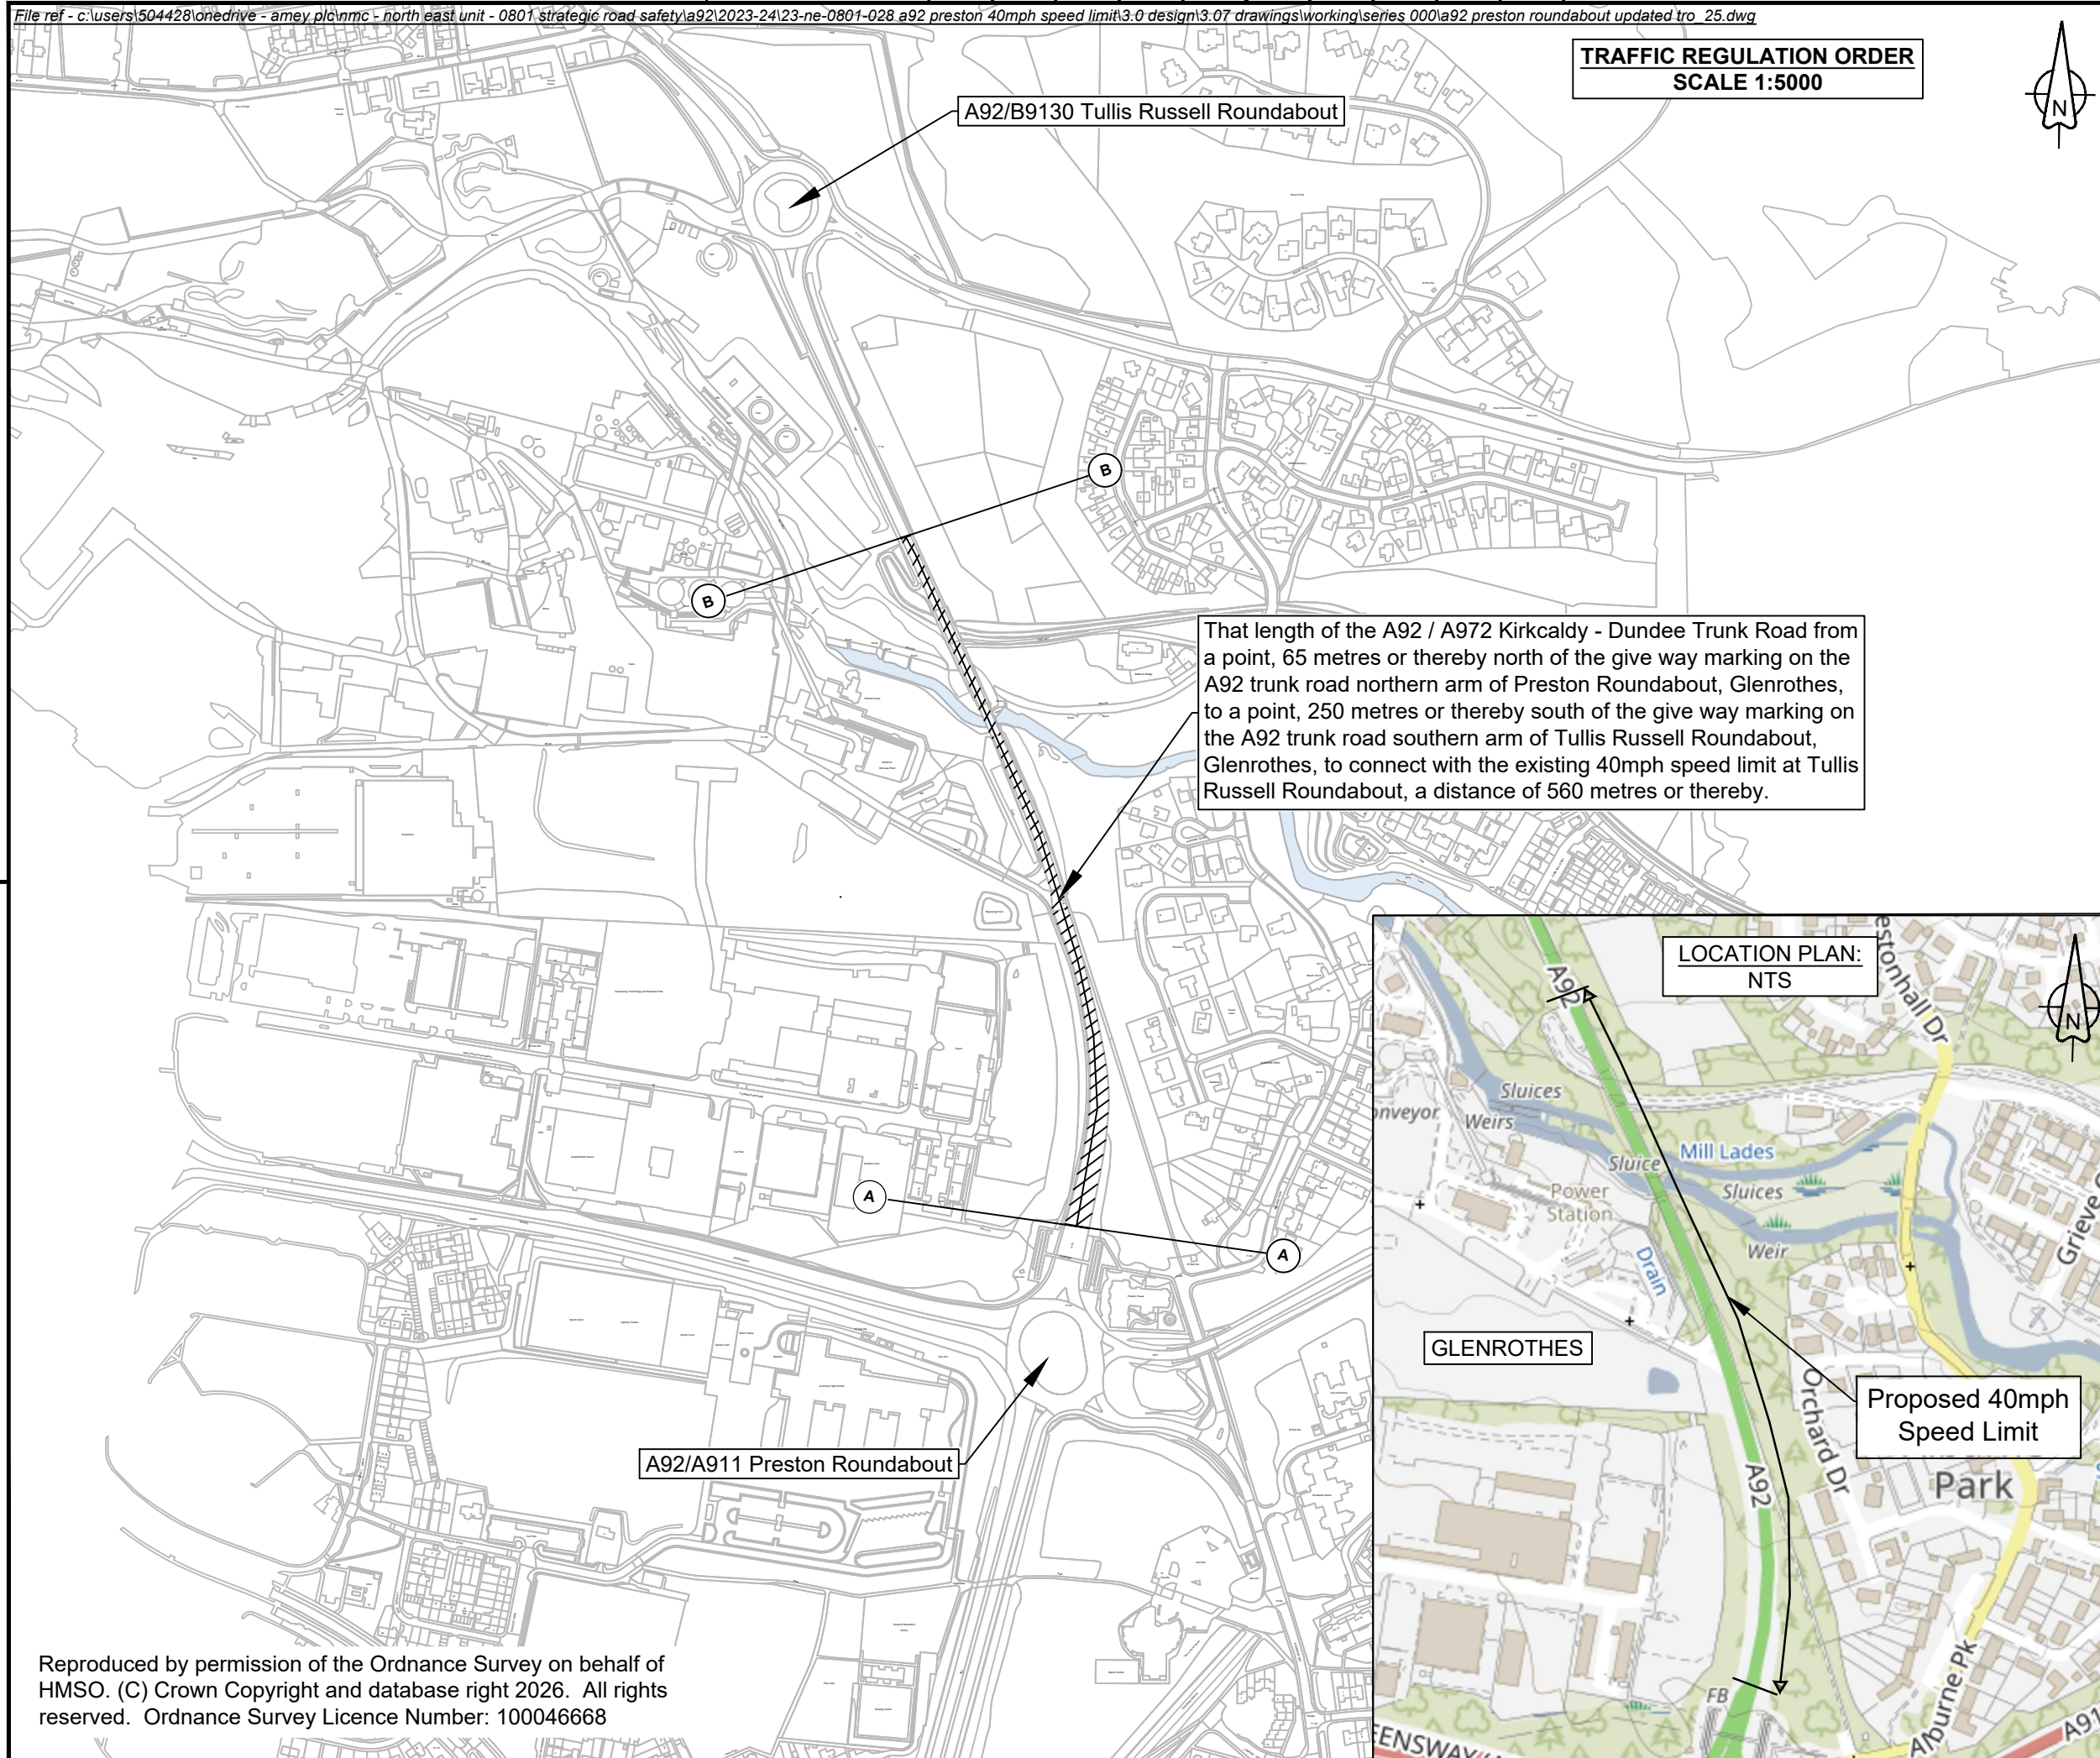 File ref - c:\users\504428\onedrive - amey plc\nmc - north east unit - 0801 strategic road safety\a92\2023-24\23-ne-0801-028 a92 preston 40mph speed limit\3.0 design\3.07 drawings\working\series 000\a92 preston roundabout updated tro_25.dwg
TRAFFIC REGULATION ORDER
SCALE 1:5000
N
A92/B9130 Tullis Russell Roundabout
B
B
That length of the A92 / A972 Kirkcaldy - Dundee Trunk Road from
a point, 65 metres or thereby north of the give way marking on the
A92 trunk road northern arm of Preston Roundabout, Glenrothes,
to a point, 250 metres or thereby south of the give way marking on
the A92 trunk road southern arm of Tullis Russell Roundabout,
Glenrothes, to connect with the existing 40mph speed limit at Tullis
Russell Roundabout, a distance of 560 metres or thereby.
A
A
A92/A911 Preston Roundabout
LOCATION PLAN:
NTS
N
A92
estonhall Dr
Sluices
onveyor
Weirs
Mill Lades
Sluice
Sluices
Power
Station
Weir
Drain
Grieve
GLENROTHES
Orchard Dr
Proposed 40mph
Speed Limit
A92
Park
FB
Alburne Pk
EENSWAY
A91
Reproduced by permission of the Ordnance Survey on behalf of
HMSO. (C) Crown Copyright and database right 2026.  All rights
reserved.  Ordnance Survey Licence Number: 100046668